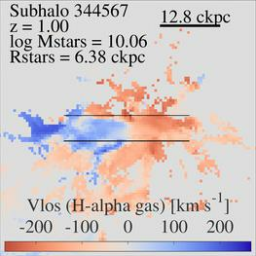 Subhalo 344567
12.8 ckpc
z = 1.00
log Mstars = 10.06
Rstars = 6.38 ckpc
Vlos (H-alpha gas) [km s⁻¹]
-200 -100 0 100 200